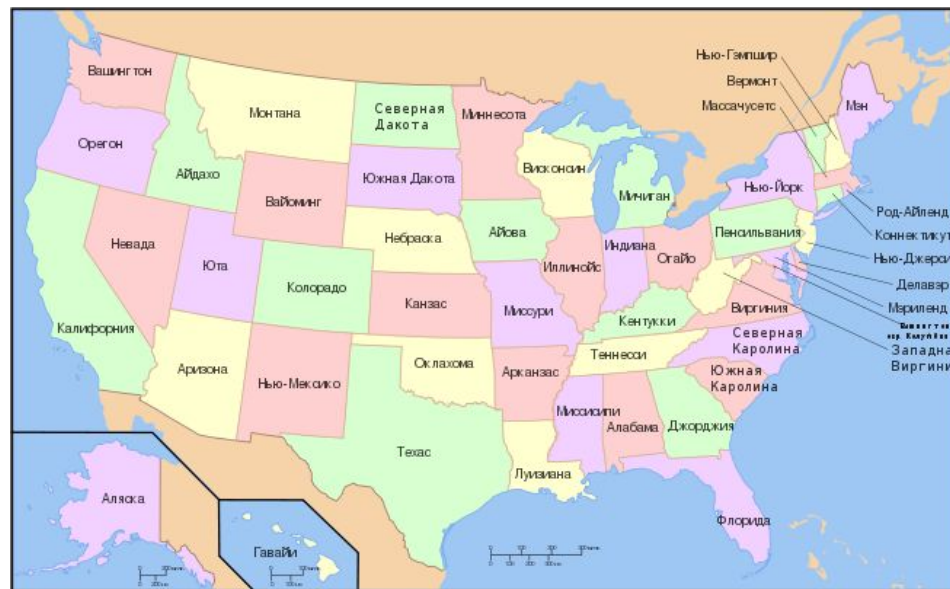 Нью-Гэмпшир
Вермонт
Массачусетс
Вашингтон
Монтана
Северная
Дакота
Миннесота
Мэн
Орегон
Айдахо
Южная Дакота
Висконсин
Мичиган
Нью-Йорк
Вайоминг
Род-Айленд
Коннектикут
Пенсильвания
Невада
Юта
Небраска
Айова
Иллинойс
Индиана
Огайо
Нью-Джерси
Делавэр
Мэриленд
Колорадо
Канзас
Миссури
Кентукки
Виргиния
Западна
Виргини
Калифорния
Аризона
Нью-Мексико
Оклахома
Арканзас
Теннесси
Северная
Каролина
Южная
Каролина
Техас
Луизиана
Миссисипи
Алабама
Джорджия
Флорида
Аляска
Гавайи